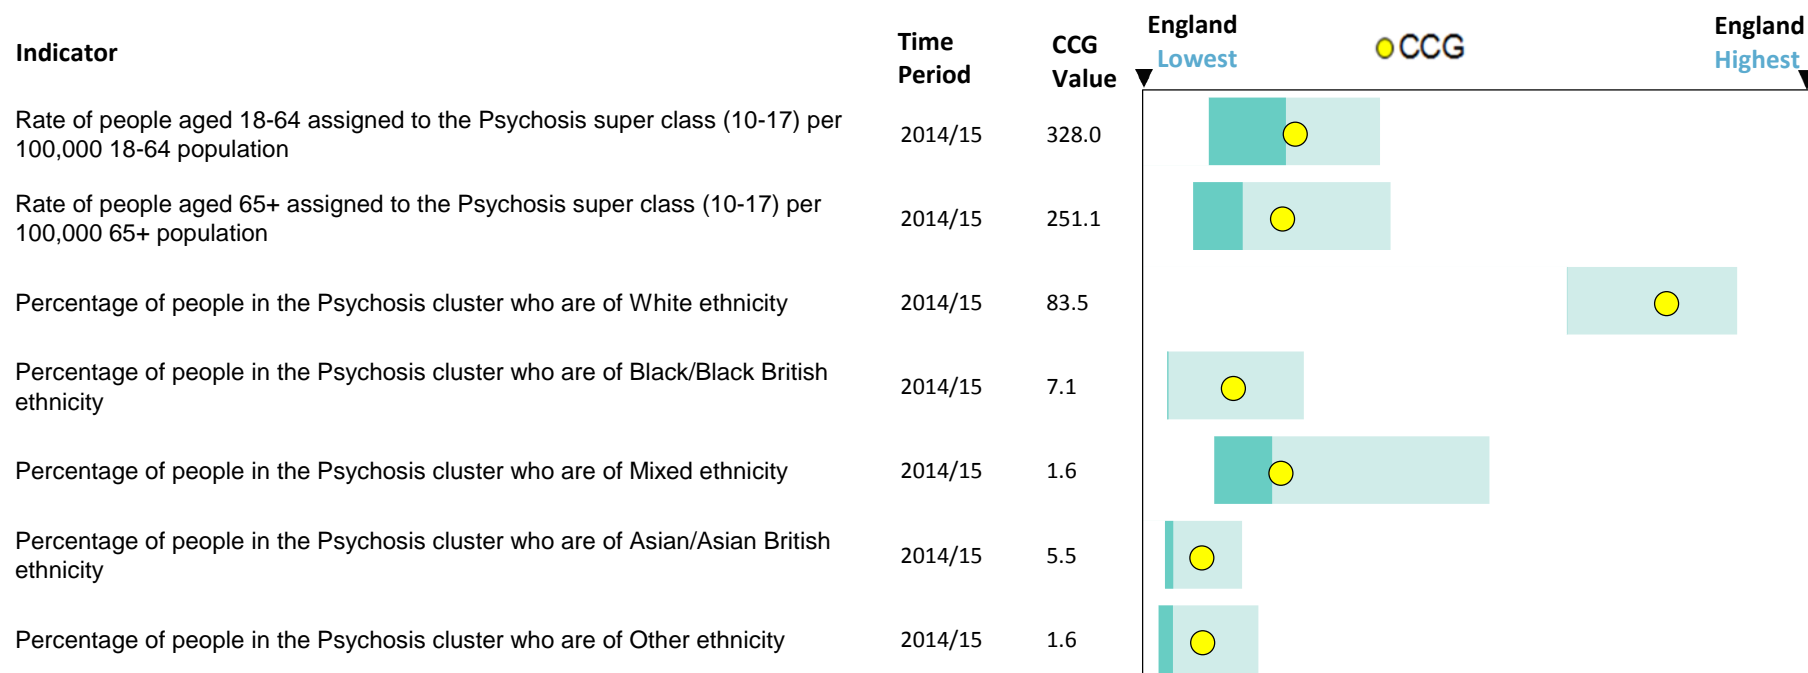 Indicator
Time
Period
CCG
Value
England
Lowest
CCG
England
Highest
Rate of people aged 18-64 assigned to the Psychosis super class (10-17) per
100,000 18-64 population
2014/15
328.0
Rate of people aged 65+ assigned to the Psychosis super class (10-17) per
100,000 65+ population
2014/15
251.1
Percentage of people in the Psychosis cluster who are of White ethnicity
2014/15
83.5
Percentage of people in the Psychosis cluster who are of Black/Black British
ethnicity
2014/15
7.1
Percentage of people in the Psychosis cluster who are of Mixed ethnicity
2014/15
1.6
Percentage of people in the Psychosis cluster who are of Asian/Asian British
ethnicity
2014/15
5.5
Percentage of people in the Psychosis cluster who are of Other ethnicity
2014/15
1.6